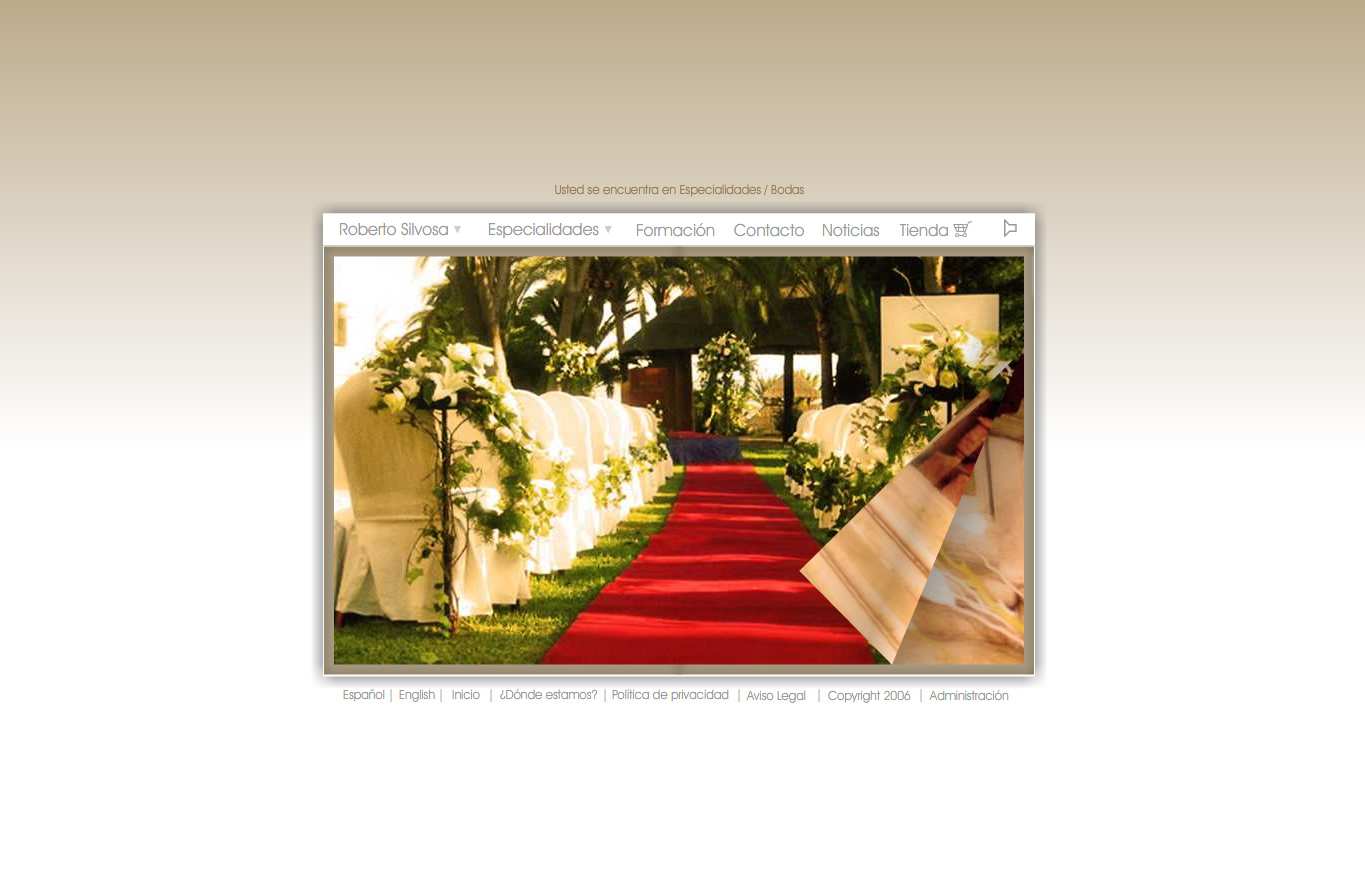 Usted se encuentra en Especialidades / Bodas
Roberto Silvosa ▼ Especialidades ▼ Formación Contacto Noticias Tienda
Español | English | Inicio | ¿Dónde estamos? | Política de privacidad | Aviso Legal | Copyright 2006 | Administración